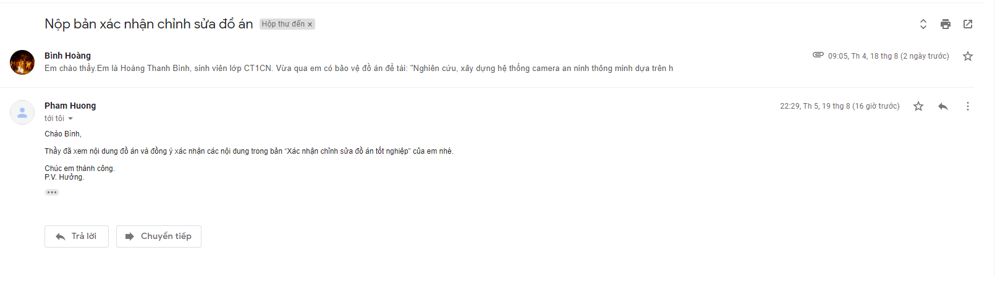 Nộp bản xác nhận chỉnh sửa đồ án Hộp thư đến ×
Bình Hoàng 09:05, Th 4, 18 thg 8 (2 ngày trước)
Em chào thầy.Em là Hoàng Thanh Bình, sinh viên lớp CT1CN. Vừa qua em có bảo vệ đồ án đề tài: "Nghiên cứu, xây dựng hệ thống camera an ninh thông minh dựa trên h
Pham Huong 22:29, Th 5, 19 thg 8 (16 giờ trước)
tới tôi
Chào Bình,
Thầy đã xem nội dung đồ án và đồng ý xác nhận các nội dung trong bản “Xác nhận chỉnh sửa đồ án tốt nghiệp” của em nhé.
Chúc em thành công.
P.V. Hưởng.
Trả lời Chuyển tiếp